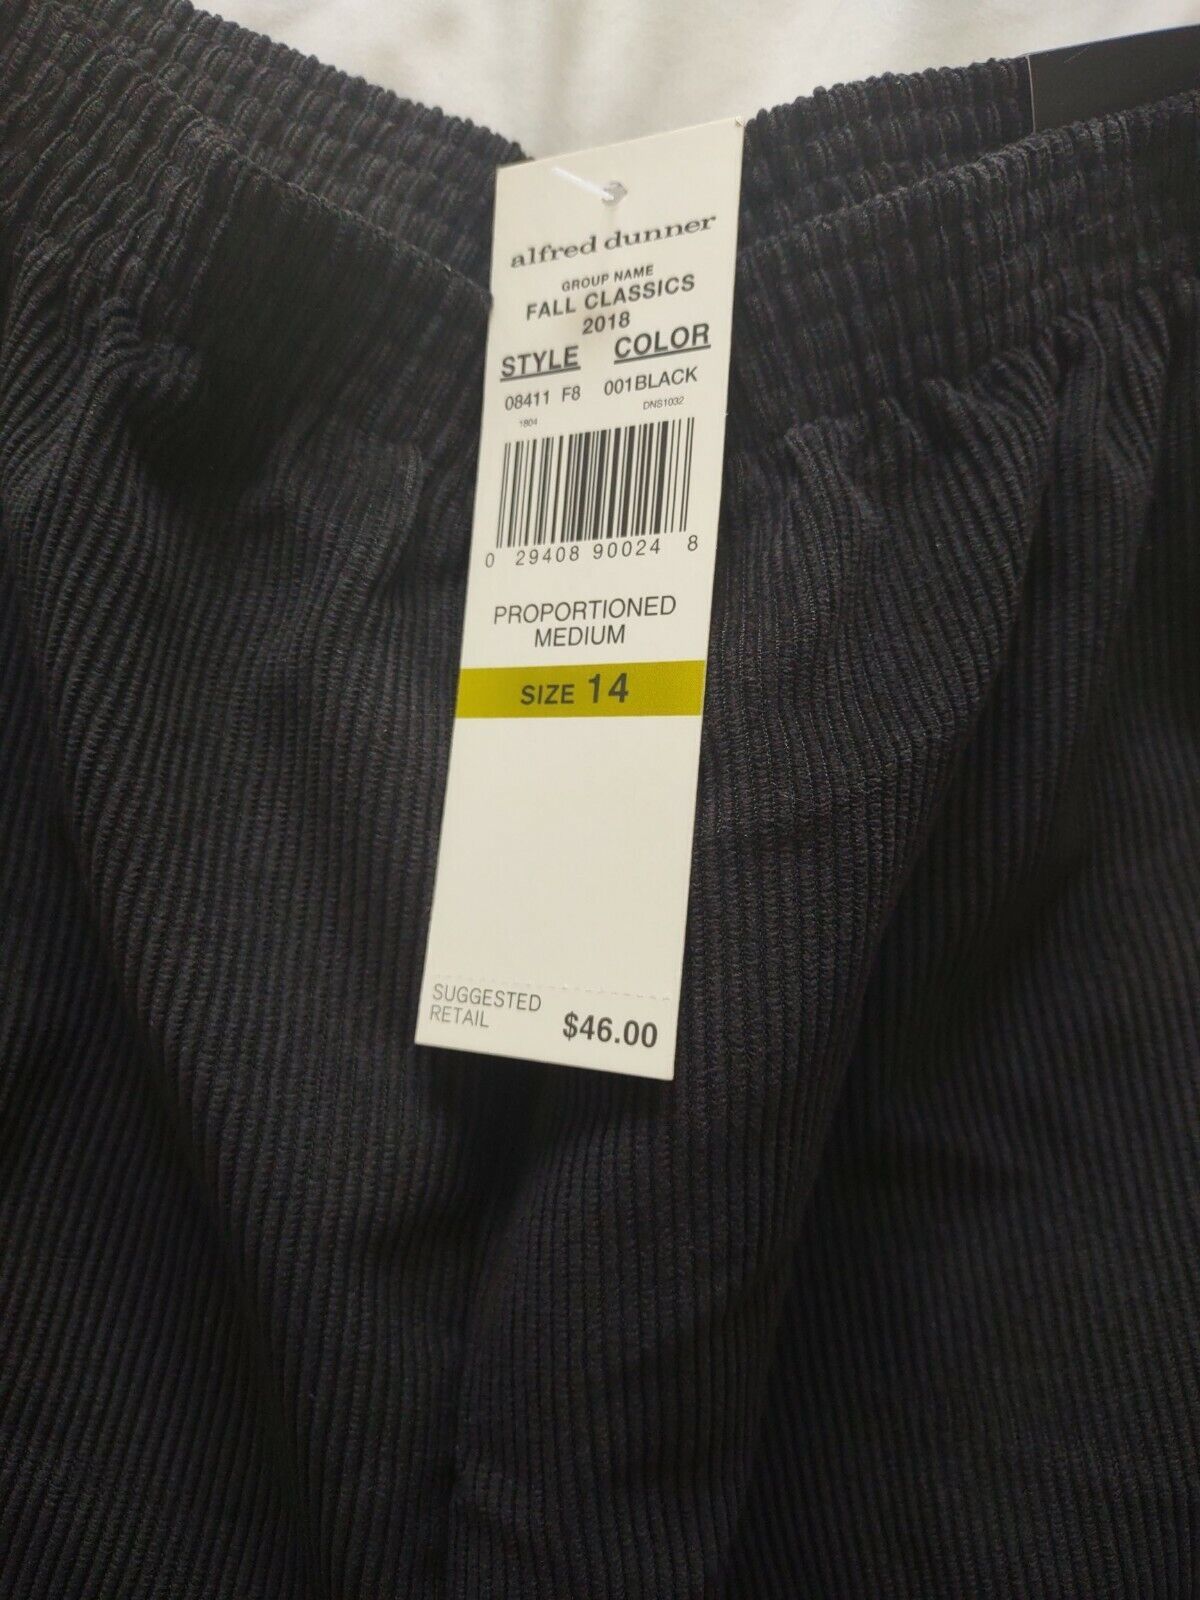 alfred dunner
GROUP NAME
FALL CLASSICS
2018
STYLE COLOR
08411 F8 001BLACK
1804 DNS1032
0 29408 90024 8
PROPORTIONED
MEDIUM
SIZE 14
SUGGESTED
RETAIL $46.00